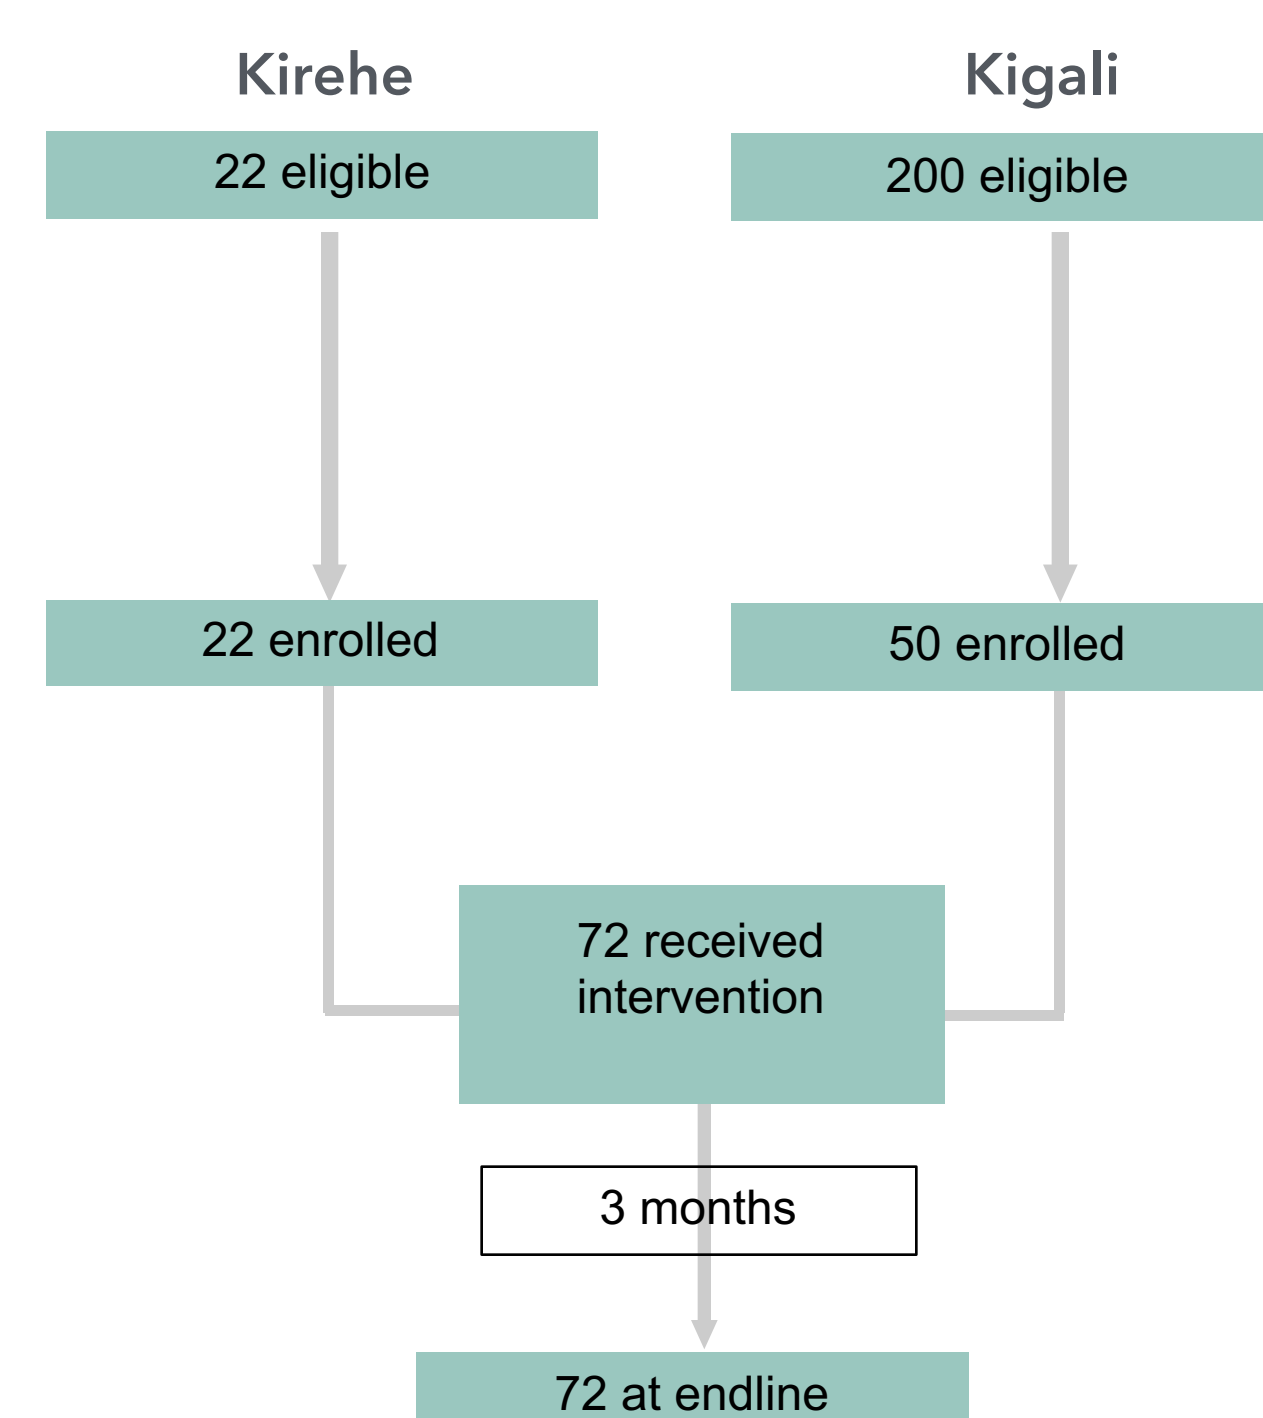 Kirehe
Kigali
22 eligible
200 eligible
22 enrolled
50 enrolled
72 received
intervention
3 months
72 at endline